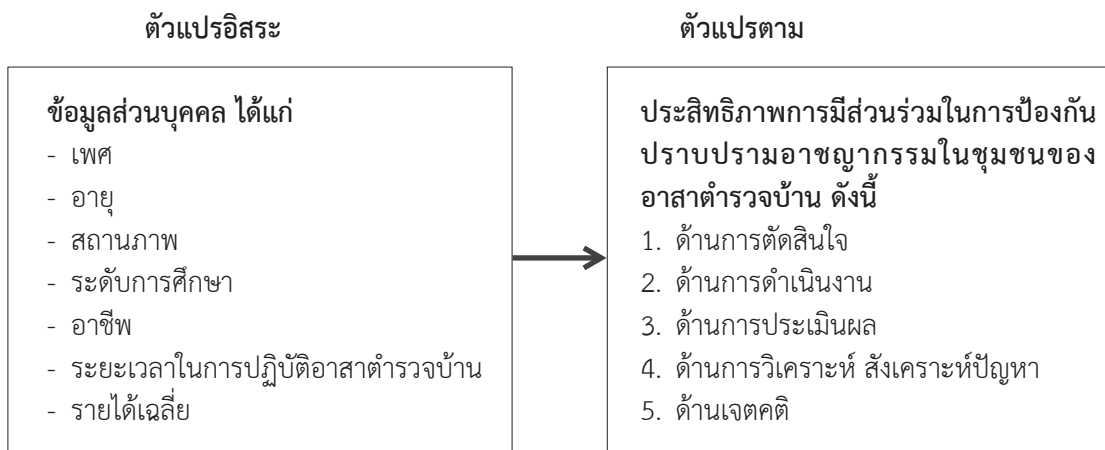 ตัวแปรอิสระ
ข้อมูลส่วนบุคคล ได้แก่
- เพศ
- อายุ
- สถานภาพ
- ระดับการศึกษา
- อาชีพ
- ระยะเวลาในการปฏิบัติอาสาตำรวจบ้าน
- รายได้เฉลี่ย
ตัวแปรตาม
ประสิทธิภาพการมีส่วนร่วมในการป้องกัน
ปราบปรามอาชญากรรมในชุมชนของ
อาสาตำรวจบ้าน ดังนี้
1. ด้านการตัดสินใจ
2. ด้านการดำเนินงาน
3. ด้านการประเมินผล
4. ด้านการวิเคราะห์ สังเคราะห์ปัญหา
5. ด้านเจตคติ